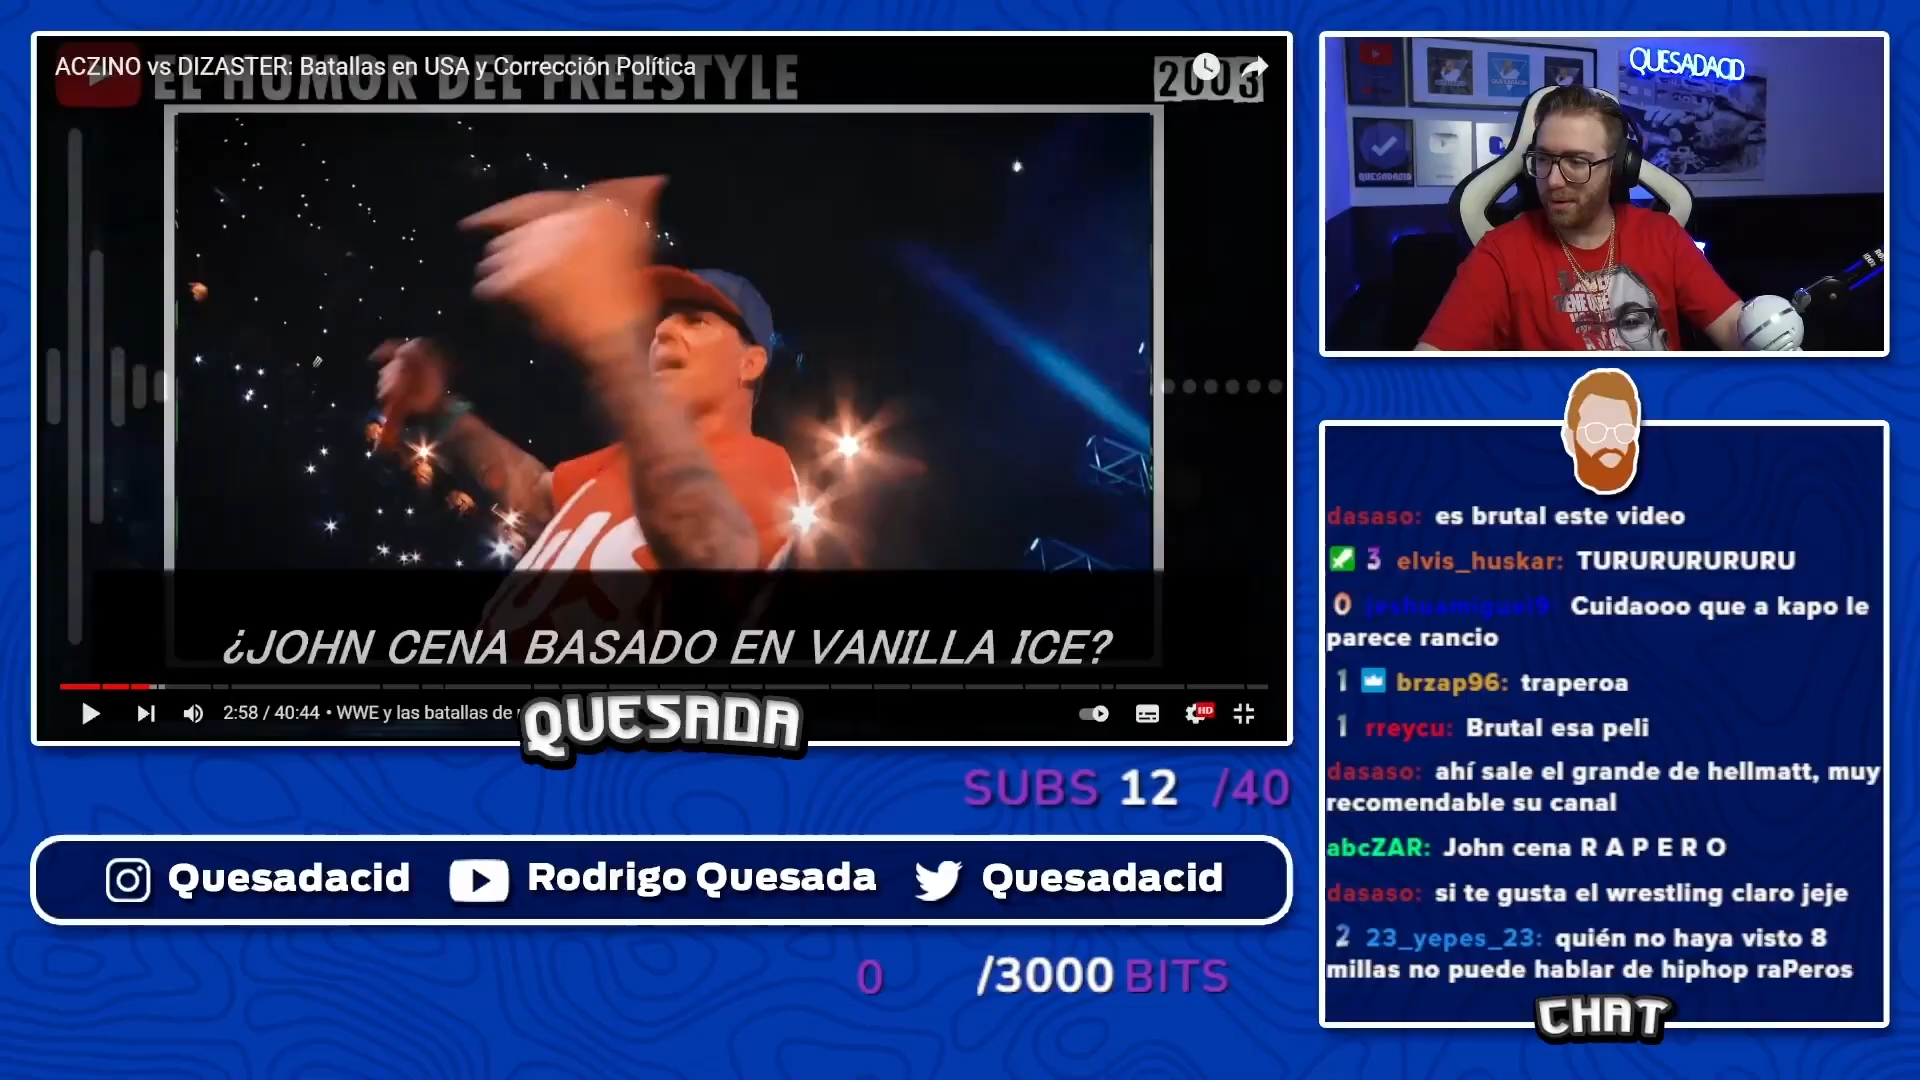 ACZINO vs DIZASTER: Batallas en USA y Corrección Política
EL HUMOR DEL FREESTYLE
2003
¿JOHN CENA BASADO EN VANILLA ICE?
2:58 / 40:44 • WWE y las batallas de
HD
QUESADA
SUBS 12 /40
Quesadacid
Rodrigo Quesada
Quesadacid
0 /3000 BITS
QUESADACID
QUESADACID
dasaso: es brutal este video
3 elvis_huskar: TURURURURURU
0 jeshuamiguel9 Cuidaooo que a kapo le
parece rancio
1 brzap96: traperoa
1 rreycu: Brutal esa peli
dasaso: ahí sale el grande de hellmatt, muy
recomendable su canal
abcZAR: John cena R A P E R O
dasaso: si te gusta el wrestling claro jeje
2 23_yepes_23: quién no haya visto 8
millas no puede hablar de hiphop raPeros
CHAT